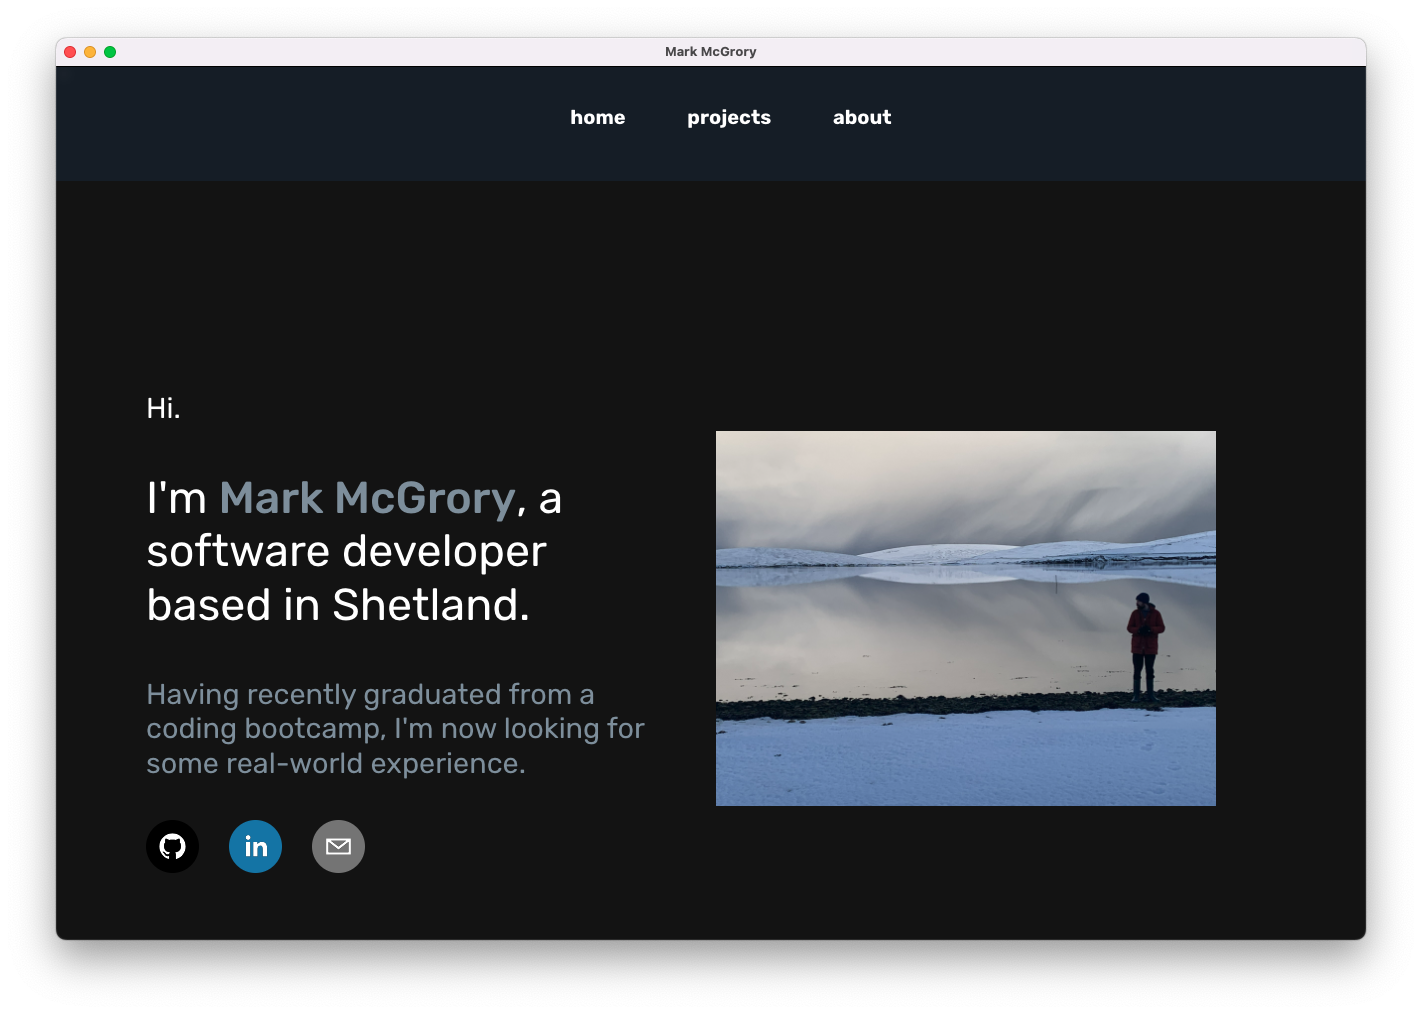 Mark McGrory
home projects about
Hi.
I'm Mark McGrory, a
software developer
based in Shetland.
Having recently graduated from a
coding bootcamp, I'm now looking for
some real-world experience.
in